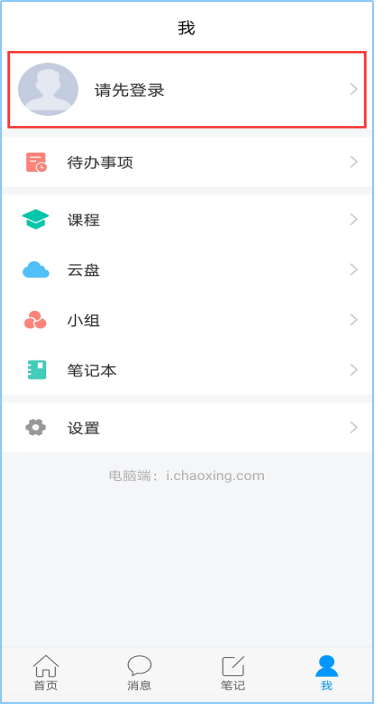 我
请先登录
待办事项
课程
云盘
小组
笔记本
设置
电脑端：i.chaoxing.com
首页 消息 笔记 我